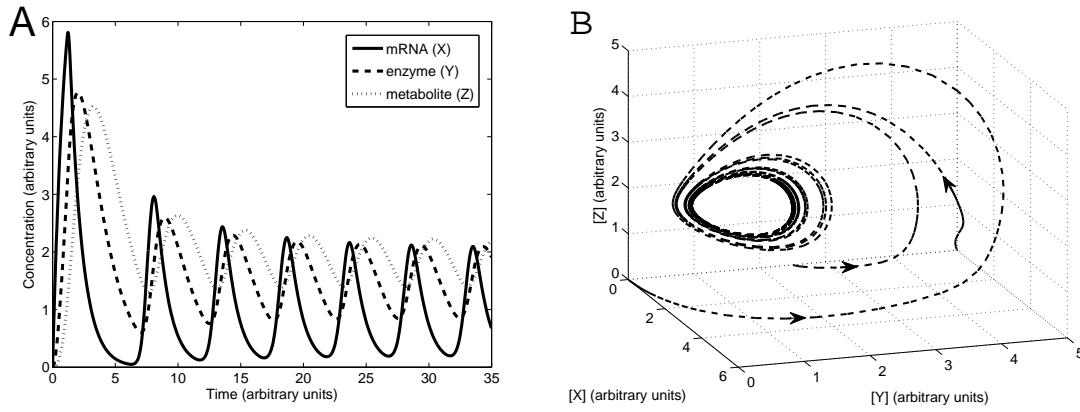 A
Concentration (arbitrary units)
6
5
4
3
2
1
0
mRNA (X)
enzyme (Y)
metabolite (Z)
0 5 10 15 20 25 30 35
Time (arbitrary units)
B
[Z] (arbitrary units)
5
4
3
2
1
0
0
2
4
6
[X] (arbitrary units)
0 1 2 3 4 5
[Y] (arbitrary units)